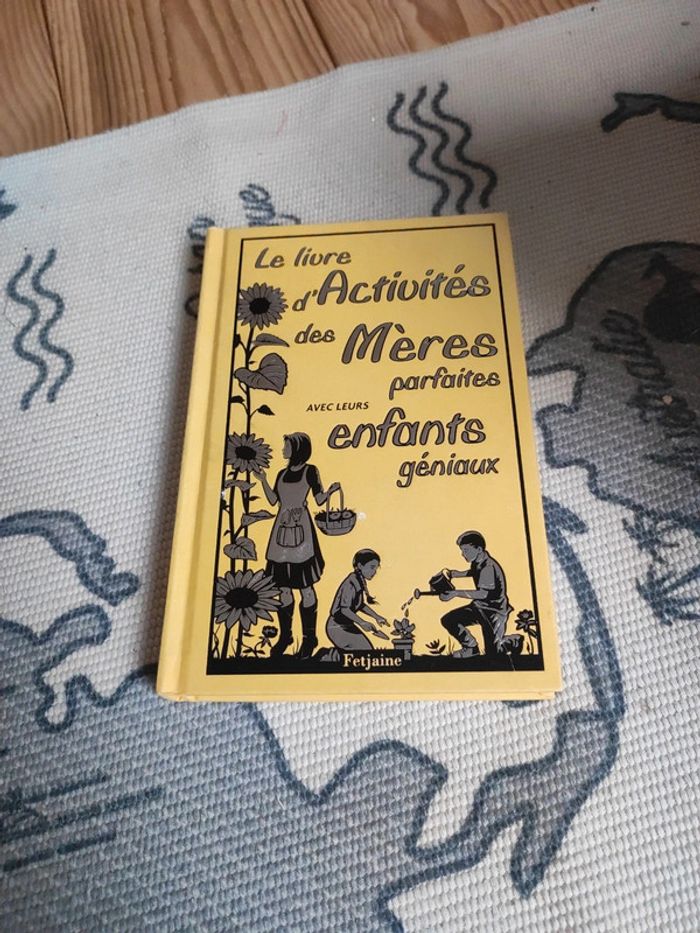 Le livre
d'Activités
des Mères
parfaites
AVEC LEURS
enfants
géniaux
Fetjaine